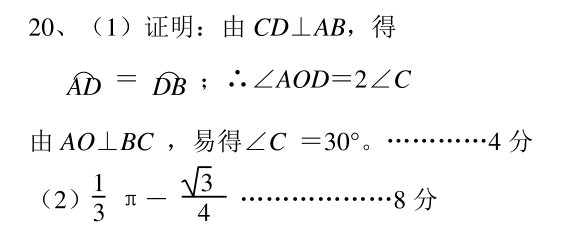 20、（1）证明：由 CD⊥AB，得
⌒AD = ⌒DB；∴∠AOD=2∠C
由 AO⊥BC ，易得∠C =30°。…………4 分
（2）1/3 π－ √3/4 ………………8 分